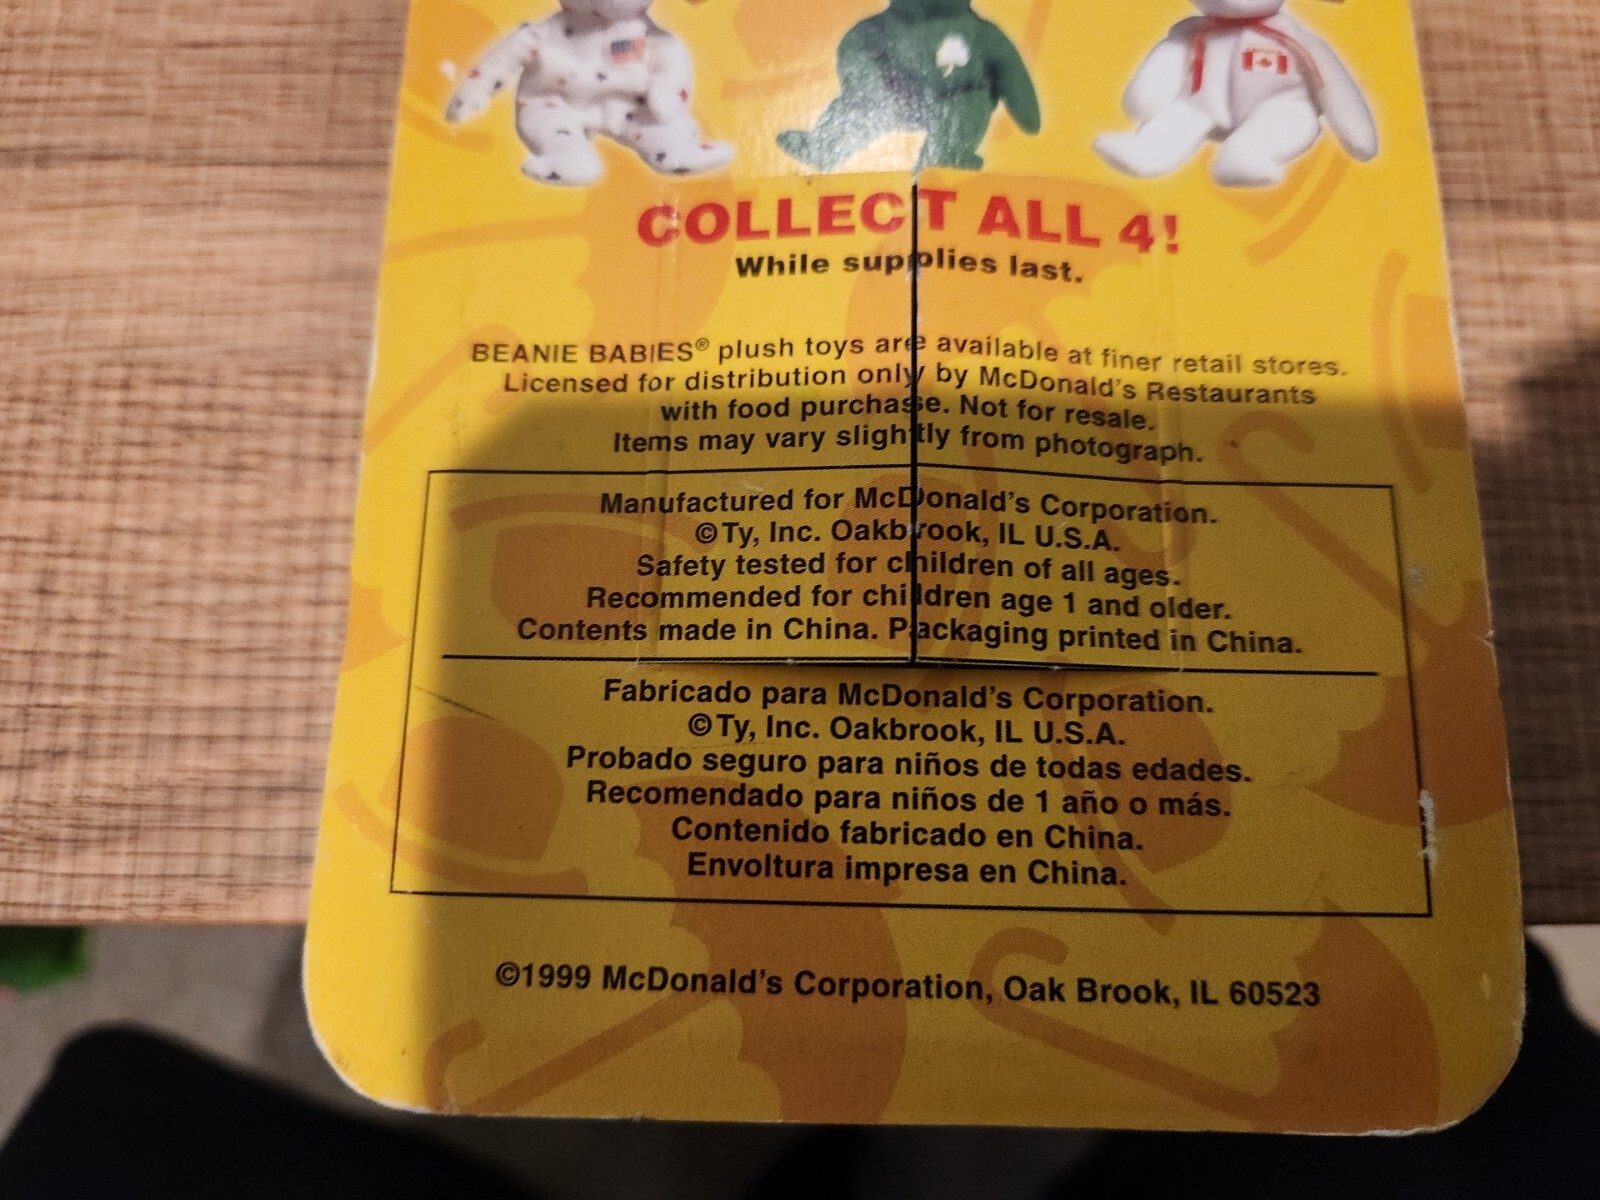 COLLECT ALL 4!
While supplies last.
BEANIE BABIES® plush toys are available at finer retail stores.
Licensed for distribution only by McDonald's Restaurants
with food purchase. Not for resale.
Items may vary slightly from photograph.
Manufactured for McDonald's Corporation.
©Ty, Inc. Oakbrook, IL U.S.A.
Safety tested for children of all ages.
Recommended for children age 1 and older.
Contents made in China. Packaging printed in China.
Fabricado para McDonald's Corporation.
©Ty, Inc. Oakbrook, IL U.S.A.
Probado seguro para niños de todas edades.
Recomendado para niños de 1 año o más.
Contenido fabricado en China.
Envoltura impresa en China.
©1999 McDonald's Corporation, Oak Brook, IL 60523